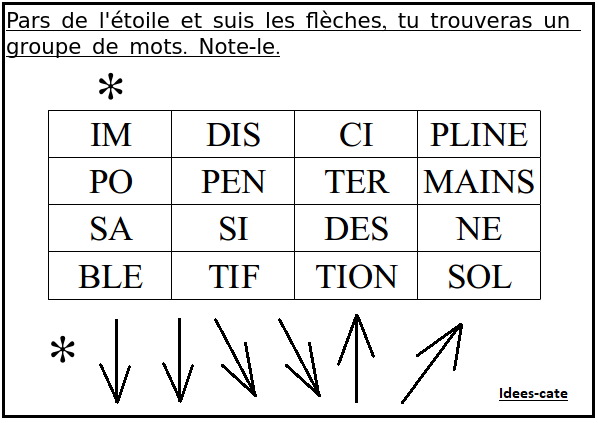 Pars de l'étoile et suis les flèches, tu trouveras un
groupe de mots. Note-le.
*
IM DIS CI PLINE
PO PEN TER MAINS
SA SI DES NE
BLE TIF TION SOL
*
Idees-cate